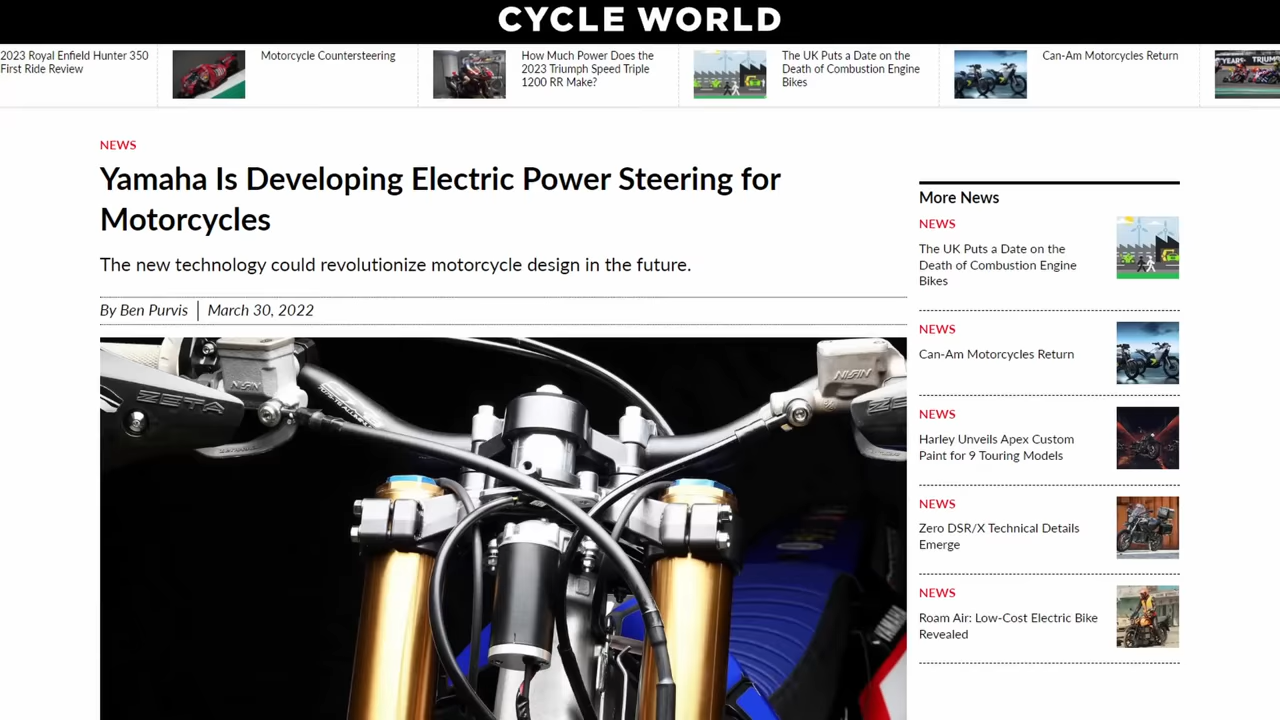 CYCLE WORLD
2023 Royal Enfield Hunter 350
First Ride Review
Motorcycle Countersteering
How Much Power Does the
2023 Triumph Speed Triple
1200 RR Make?
The UK Puts a Date on the
Death of Combustion Engine
Bikes
Can-Am Motorcycles Return
YEARS
TRIUM
NEWS
Yamaha Is Developing Electric Power Steering for
Motorcycles
The new technology could revolutionize motorcycle design in the future.
By Ben Purvis | March 30, 2022
NISSIN
NISSIN
ZETA
ZE
More News
NEWS
The UK Puts a Date on the
Death of Combustion Engine
Bikes
NEWS
Can-Am Motorcycles Return
NEWS
Harley Unveils Apex Custom
Paint for 9 Touring Models
NEWS
Zero DSR/X Technical Details
Emerge
NEWS
Roam Air: Low-Cost Electric Bike
Revealed